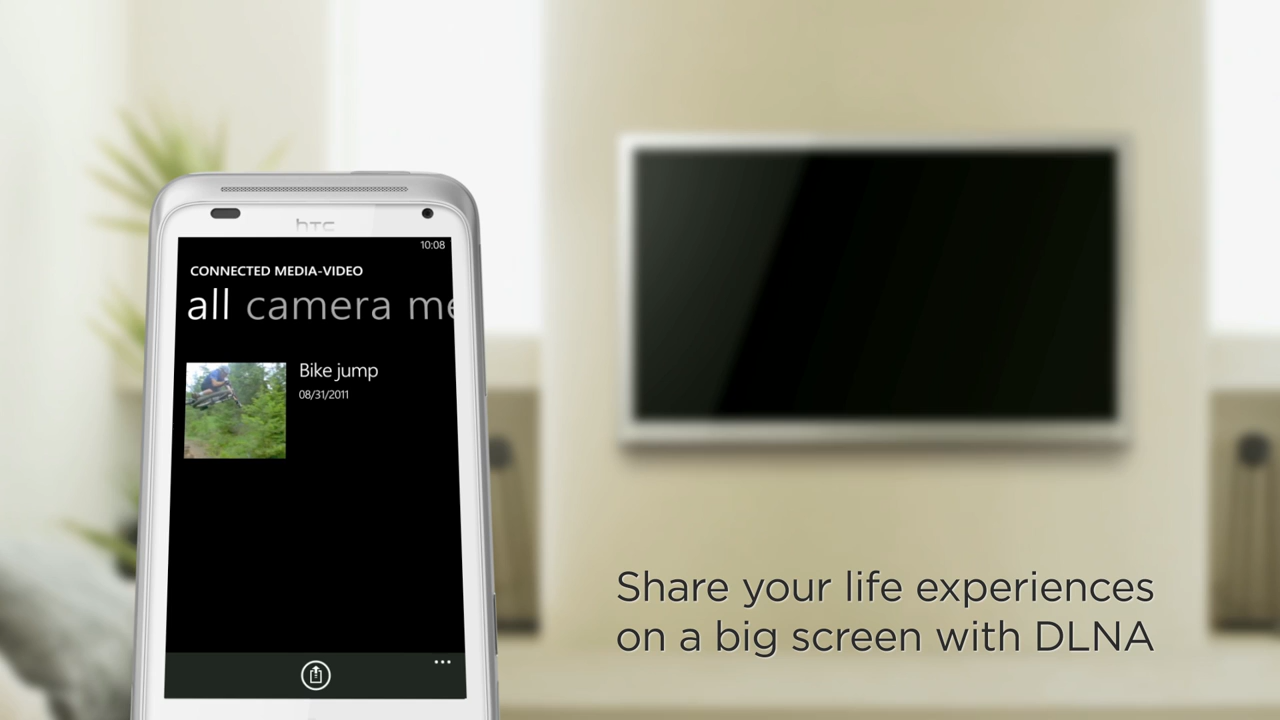 htc
10:08
CONNECTED MEDIA-VIDEO
all camera me
Bike jump
08/31/2011
Share your life experiences
on a big screen with DLNA